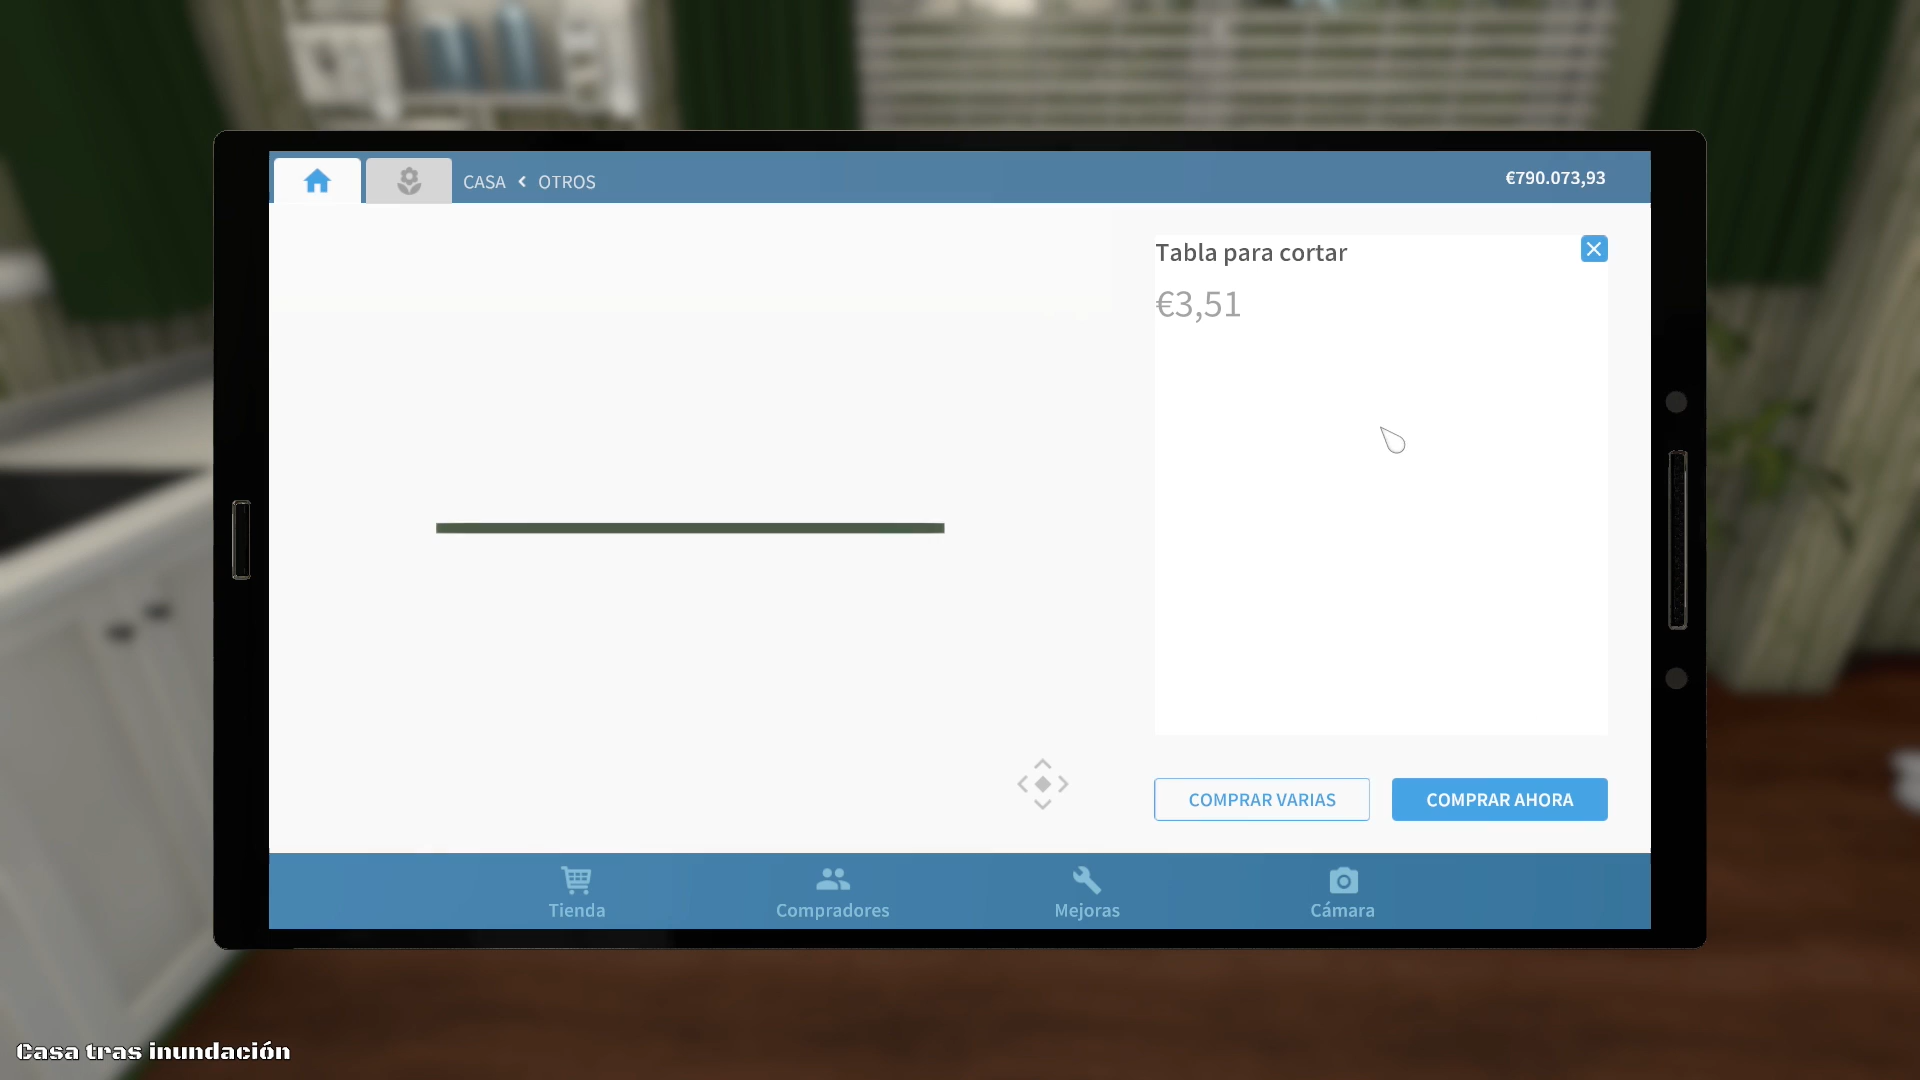 CASA < OTROS
€790.073,93
Tabla para cortar
€3,51
COMPRAR VARIAS
COMPRAR AHORA
Tienda
Compradores
Mejoras
Cámara
Casa tras inundación